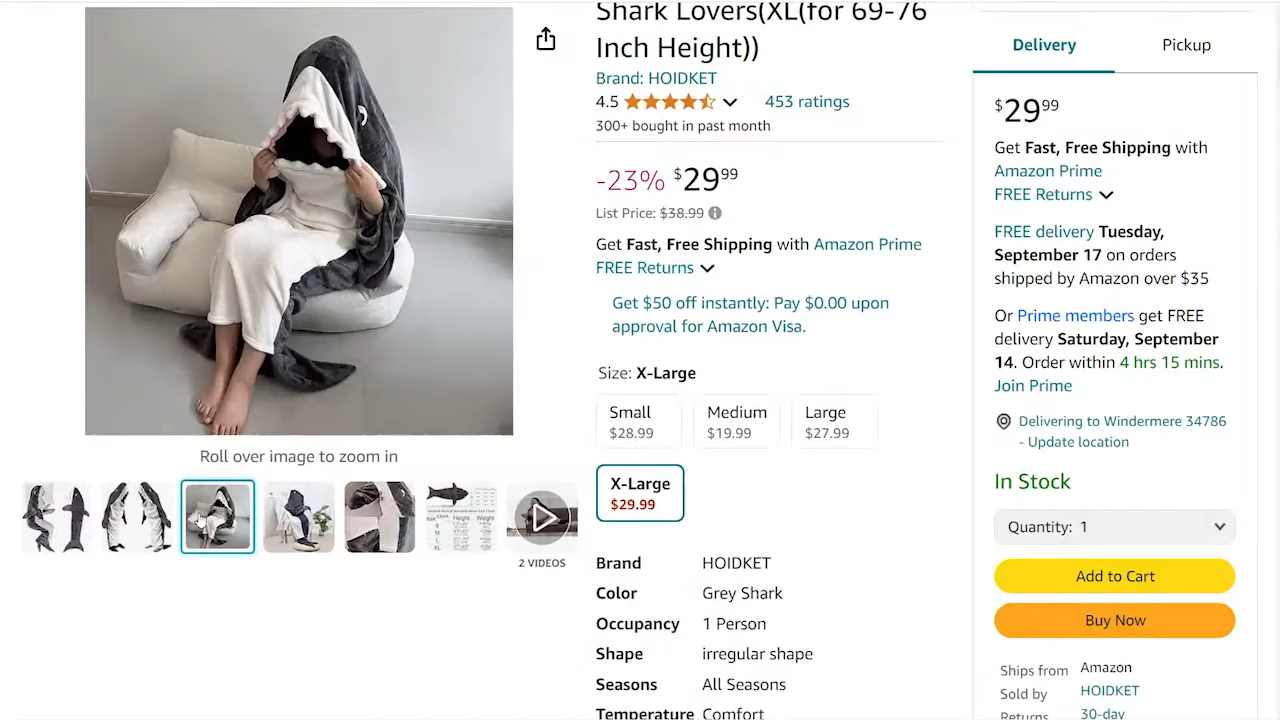 Shark Lovers(XL(for 69-76
Inch Height))
Brand: HOIDKET
4.5
453 ratings
300+ bought in past month
-23% $29 99
List Price: $38.99
Get Fast, Free Shipping with Amazon Prime
FREE Returns
Get $50 off instantly: Pay $0.00 upon
approval for Amazon Visa.
Size: X-Large
Small
$28.99
Medium
$19.99
Large
$27.99
X-Large
$29.99
Brand HOIDKET
Color Grey Shark
Occupancy 1 Person
Shape irregular shape
Seasons All Seasons
Temperature Comfort
Roll over image to zoom in
Height Weight
S
M
L
XL
2 VIDEOS
Delivery
Pickup
$29 99
Get Fast, Free Shipping with
Amazon Prime
FREE Returns
FREE delivery Tuesday,
September 17 on orders
shipped by Amazon over $35
Or Prime members get FREE
delivery Saturday, September
14. Order within 4 hrs 15 mins.
Join Prime
Delivering to Windermere 34786
- Update location
In Stock
Quantity: 1
Add to Cart
Buy Now
Ships from Amazon
Sold by HOIDKET
Returns 30-day